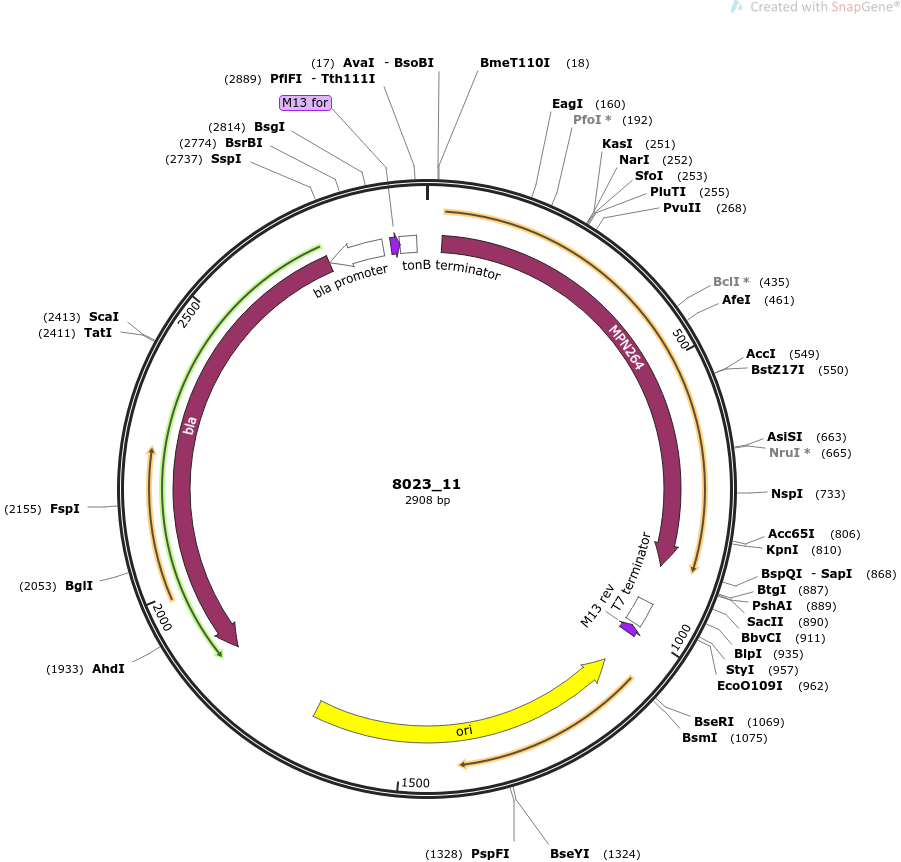 Created with SnapGene®
(17) AvaI - BsoBI
BmeT110I (18)
(2889) PflFI - Tth111I
M13 for
EagI (160)
PfoI * (192)
(2814) BsgI
(2774) BsrBI
(2737) SspI
KasI (251)
NarI (252)
SfoI (253)
PluTI (255)
PvuII (268)
bla promoter
tonB terminator
BclI * (435)
AfeI (461)
2500
(2413) ScaI
(2411) TatI
MPN264
500
AccI (549)
BstZ17I (550)
bla
AsiSI (663)
NruI * (665)
8023_11
2908 bp
NspI (733)
(2155) FspI
Acc65I (806)
KpnI (810)
T7 terminator
M13 rev
(2053) BglI
BspQI - SapI (868)
BtgI (887)
PshAI (889)
SacII (890)
BbvCI (911)
BlpI (935)
StyI (957)
EcoO109I (962)
2000
1000
(1933) AhdI
BseRI (1069)
BsmI (1075)
ori
1500
(1328) PspFI
BseYI (1324)